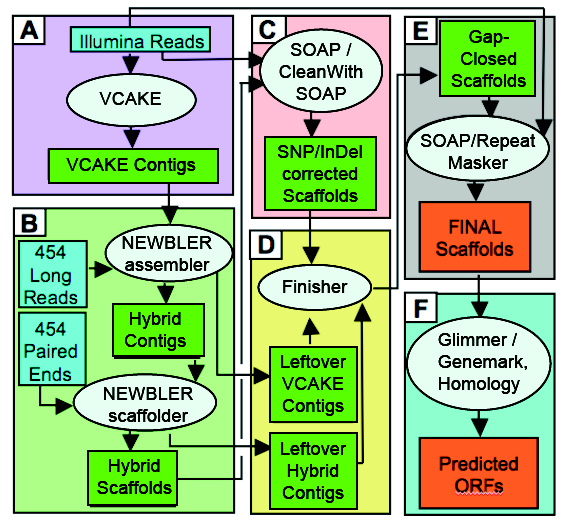 A
Illumina Reads
VCAKE
VCAKE Contigs
B
454
Long
Reads
NEWBLER
assembler
Hybrid
Contigs
454
Paired
Ends
NEWBLER
scaffolder
Hybrid
Scaffolds
C
SOAP /
CleanWith
SOAP
SNP/InDel
corrected
Scaffolds
D
Finisher
Leftover
VCAKE
Contigs
Leftover
Hybrid
Contigs
E
Gap-
Closed
Scaffolds
SOAP/Repeat
Masker
FINAL
Scaffolds
F
Glimmer /
Genemark,
Homology
Predicted
ORFs